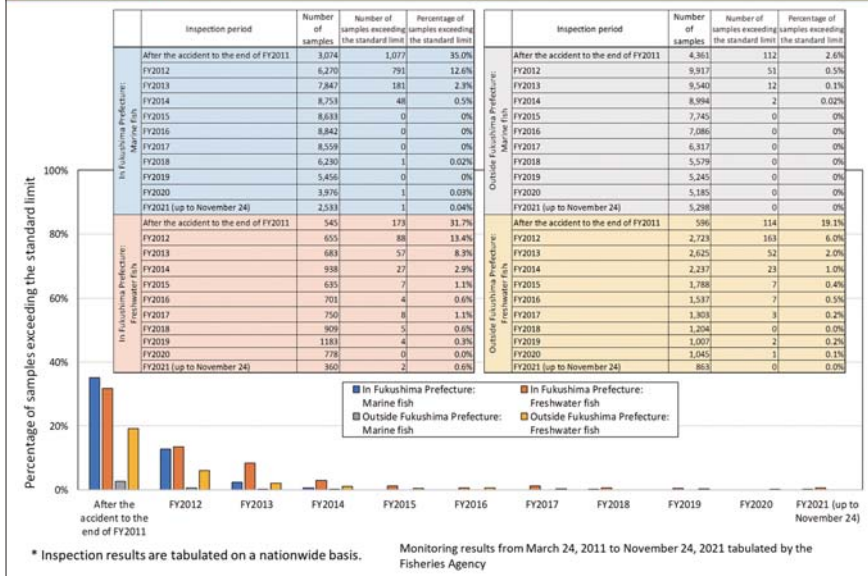 Inspection period Number of samples Number of samples exceeding the standard limit Percentage of samples exceeding the standard limit
In Fukushima Prefecture: Marine fish
After the accident to the end of FY2011 3,074 1,077 35.0%
FY2012 6,270 791 12.6%
FY2013 7,847 181 2.3%
FY2014 8,753 48 0.5%
FY2015 8,633 0 0%
FY2016 8,842 0 0%
FY2017 8,559 0 0%
FY2018 6,230 1 0.02%
FY2019 5,456 0 0%
FY2020 3,976 1 0.03%
FY2021 (up to November 24) 2,533 1 0.04%
In Fukushima Prefecture: Freshwater fish
After the accident to the end of FY2011 545 173 31.7%
FY2012 655 88 13.4%
FY2013 683 57 8.3%
FY2014 938 27 2.9%
FY2015 635 7 1.1%
FY2016 701 4 0.6%
FY2017 750 8 1.1%
FY2018 909 5 0.6%
FY2019 1183 4 0.3%
FY2020 778 0 0.0%
FY2021 (up to November 24) 360 2 0.6%
Inspection period Number of samples Number of samples exceeding the standard limit Percentage of samples exceeding the standard limit
Outside Fukushima Prefecture: Marine fish
After the accident to the end of FY2011 4,361 112 2.6%
FY2012 9,917 51 0.5%
FY2013 9,540 12 0.1%
FY2014 8,994 2 0.02%
FY2015 7,745 0 0%
FY2016 7,086 0 0%
FY2017 6,317 0 0%
FY2018 5,579 0 0%
FY2019 5,245 0 0%
FY2020 5,185 0 0%
FY2021 (up to November 24) 5,298 0 0%
Outside Fukushima Prefecture: Freshwater fish
After the accident to the end of FY2011 596 114 19.1%
FY2012 2,723 163 6.0%
FY2013 2,625 52 2.0%
FY2014 2,237 23 1.0%
FY2015 1,788 7 0.4%
FY2016 1,537 7 0.5%
FY2017 1,303 3 0.2%
FY2018 1,204 0 0.0%
FY2019 1,007 2 0.2%
FY2020 1,045 1 0.1%
FY2021 (up to November 24) 863 0 0.0%
Percentage of samples exceeding the standard limit
100%
80%
60%
40%
20%
0%
In Fukushima Prefecture: Marine fish
In Fukushima Prefecture: Freshwater fish
Outside Fukushima Prefecture: Marine fish
Outside Fukushima Prefecture: Freshwater fish
After the accident to the end of FY2011
FY2012
FY2013
FY2014
FY2015
FY2016
FY2017
FY2018
FY2019
FY2020
FY2021 (up to November 24)
* Inspection results are tabulated on a nationwide basis.
Monitoring results from March 24, 2011 to November 24, 2021 tabulated by the
Fisheries Agency